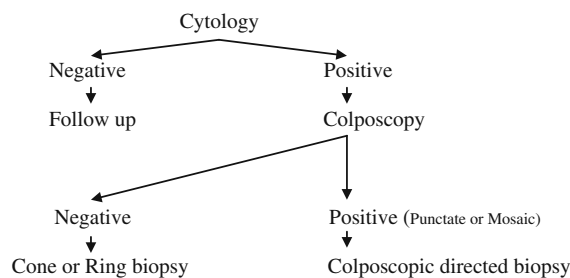 Cytology
Negative Positive
Follow up Colposcopy
Negative Positive (Punctate or Mosaic)
Cone or Ring biopsy Colposcopic directed biopsy